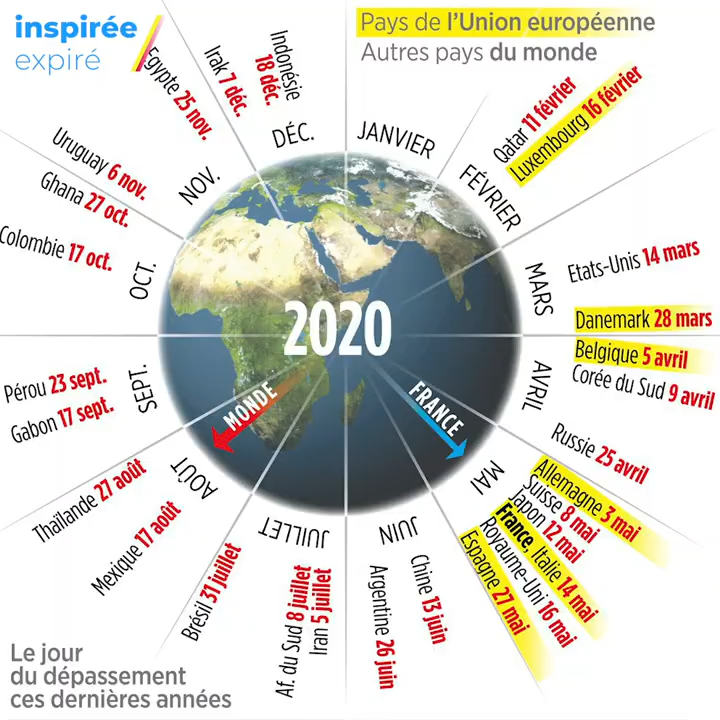 inspirée
expiré
Pays de l'Union européenne
Autres pays du monde
JANVIER
FÉVRIER
Qatar 11 février
Luxembourg 16 février
MARS
Etats-Unis 14 mars
Danemark 28 mars
AVRIL
Belgique 5 avril
Corée du Sud 9 avril
Russie 25 avril
MAI
Allemagne 3 mai
Suisse 8 mai
Japon 12 mai
France, Italie 14 mai
Royaume-Uni 16 mai
Espagne 27 mai
JUIN
Chine 13 juin
Argentine 26 juin
JUILLET
Iran 5 juillet
Af. du Sud 8 juillet
Brésil 31 juillet
AOÛT
Mexique 17 août
Thaïlande 27 août
SEPT.
Gabon 17 sept.
Pérou 23 sept.
OCT.
Colombie 17 oct.
Ghana 27 oct.
NOV.
Uruguay 6 nov.
Egypte 25 nov.
DÉC.
Irak 7 déc.
Indonésie
18 déc.
2020
MONDE
FRANCE
Le jour
du dépassement
ces dernières années